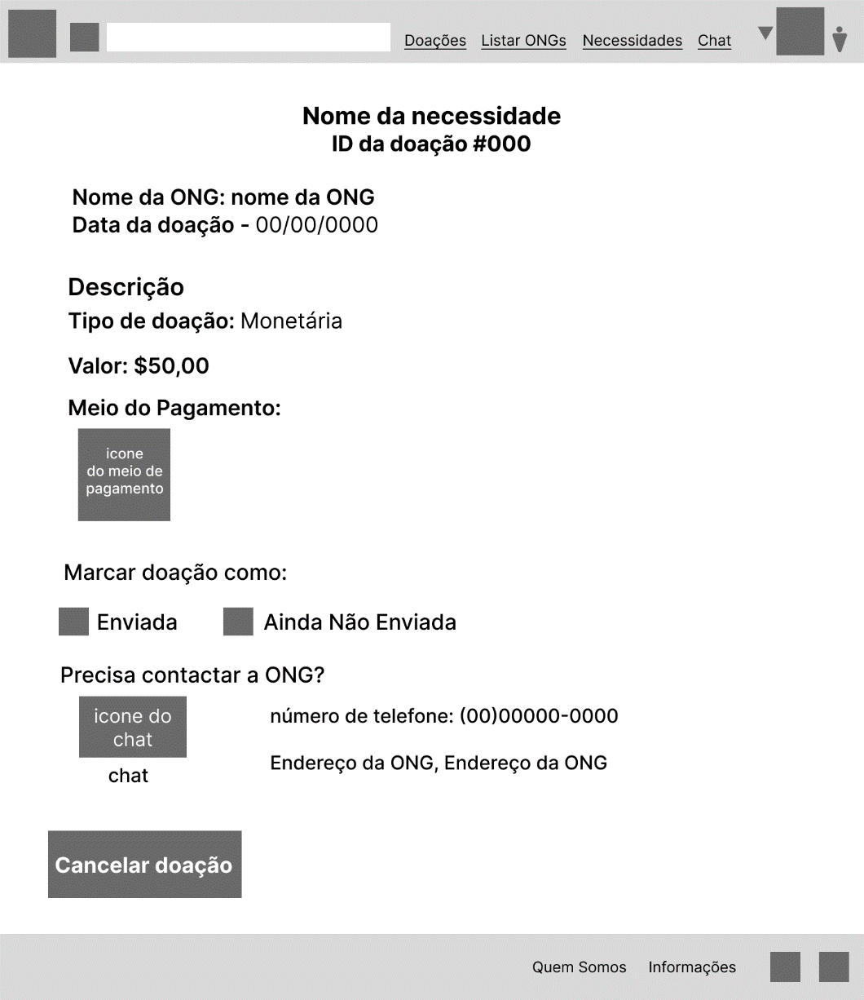 Doações Listar ONGs Necessidades Chat
Nome da necessidade
ID da doação #000
Nome da ONG: nome da ONG
Data da doação - 00/00/0000
Descrição
Tipo de doação: Monetária
Valor: $50,00
Meio do Pagamento:
icone
do meio de
pagamento
Marcar doação como:
Enviada Ainda Não Enviada
Precisa contactar a ONG?
icone do
chat
chat
número de telefone: (00)00000-0000
Endereço da ONG, Endereço da ONG
Cancelar doação
Quem Somos Informações